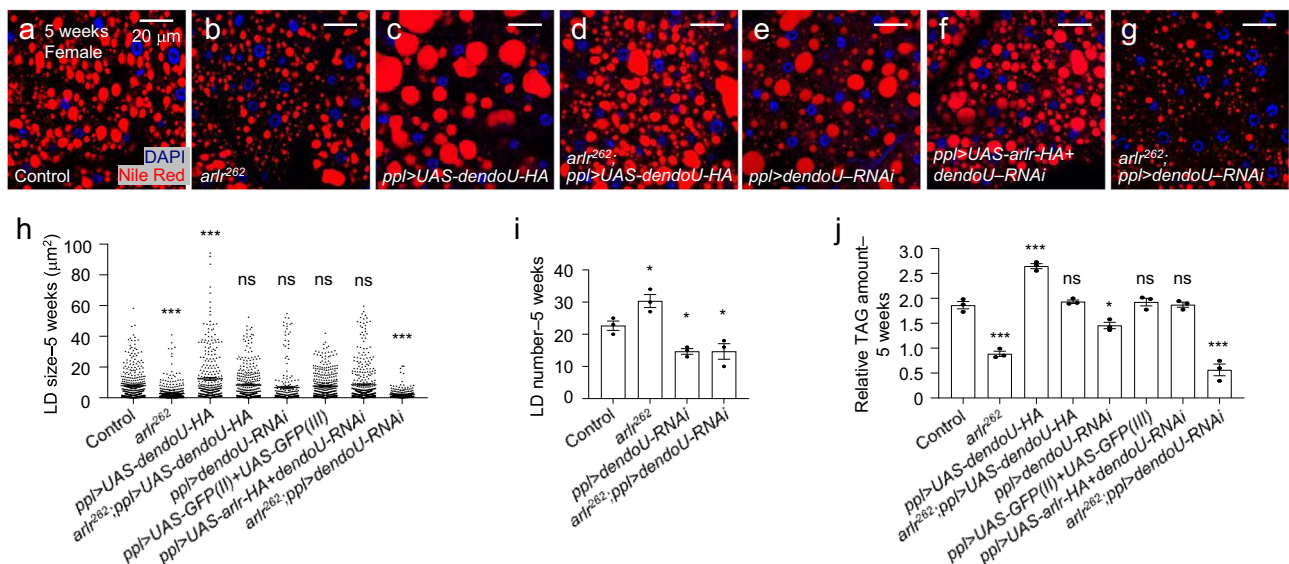 a
5 weeks
Female
20 μm
DAPI
Nile Red
Control
b
arlr262
c
ppl>UAS-dendoU-HA
d
arlr262;
ppl>UAS-dendoU-HA
e
ppl>dendoU–RNAi
f
ppl>UAS-arlr-HA+
dendoU–RNAi
g
arlr262;
ppl>dendoU–RNAi
h
LD size–5 weeks (μm2)
100
80
60
40
20
0
***
***
ns
ns
ns
ns
***
Control
arlr262
ppl>UAS-dendoU-HA
arlr262;ppl>UAS-dendoU-HA
ppl>dendoU-RNAi
ppl>UAS-GFP(II)+UAS-GFP(III)
ppl>UAS-arlr-HA+dendoU-RNAi
arlr262;ppl>dendoU-RNAi
i
LD number–5 weeks
40
30
20
10
0
*
*
*
Control
arlr262
ppl>dendoU-RNAi
arlr262;ppl>dendoU-RNAi
j
Relative TAG amount–
5 weeks
3.0
2.5
2.0
1.5
1.0
0.5
0
***
***
ns
*
ns
ns
***
Control
arlr262
ppl>UAS-dendoU-HA
arlr262;ppl>UAS-dendoU-HA
ppl>dendoU-RNAi
ppl>UAS-GFP(II)+UAS-GFP(III)
ppl>UAS-arlr-HA+dendoU-RNAi
arlr262;ppl>dendoU-RNAi